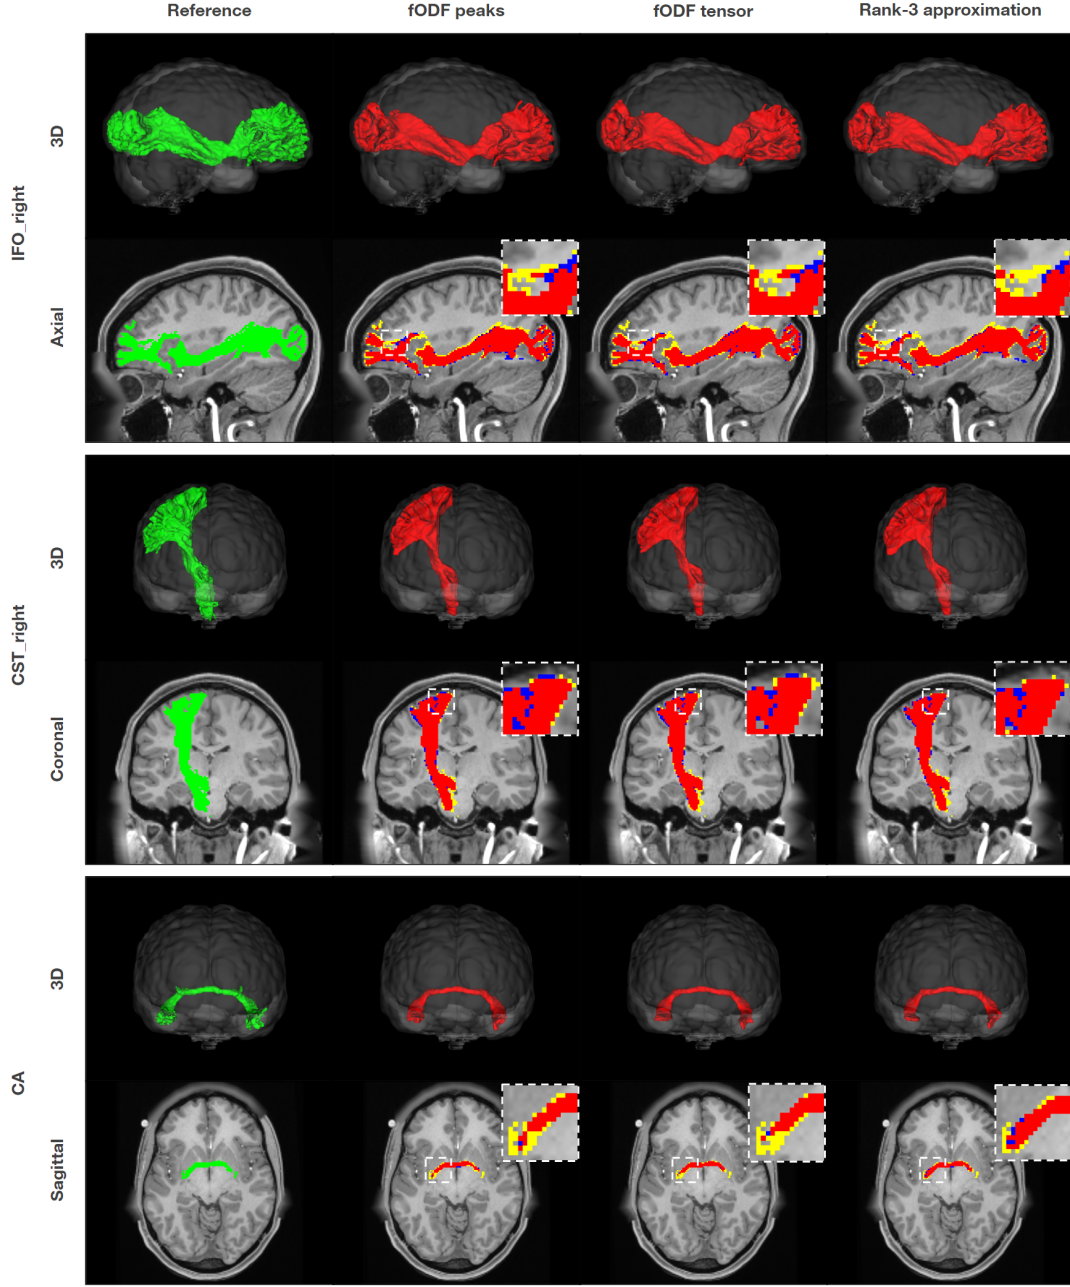 Reference
fODF peaks
fODF tensor
Rank-3 approximation
IFO_right
3D
Axial
CST_right
3D
Coronal
CA
3D
Sagittal